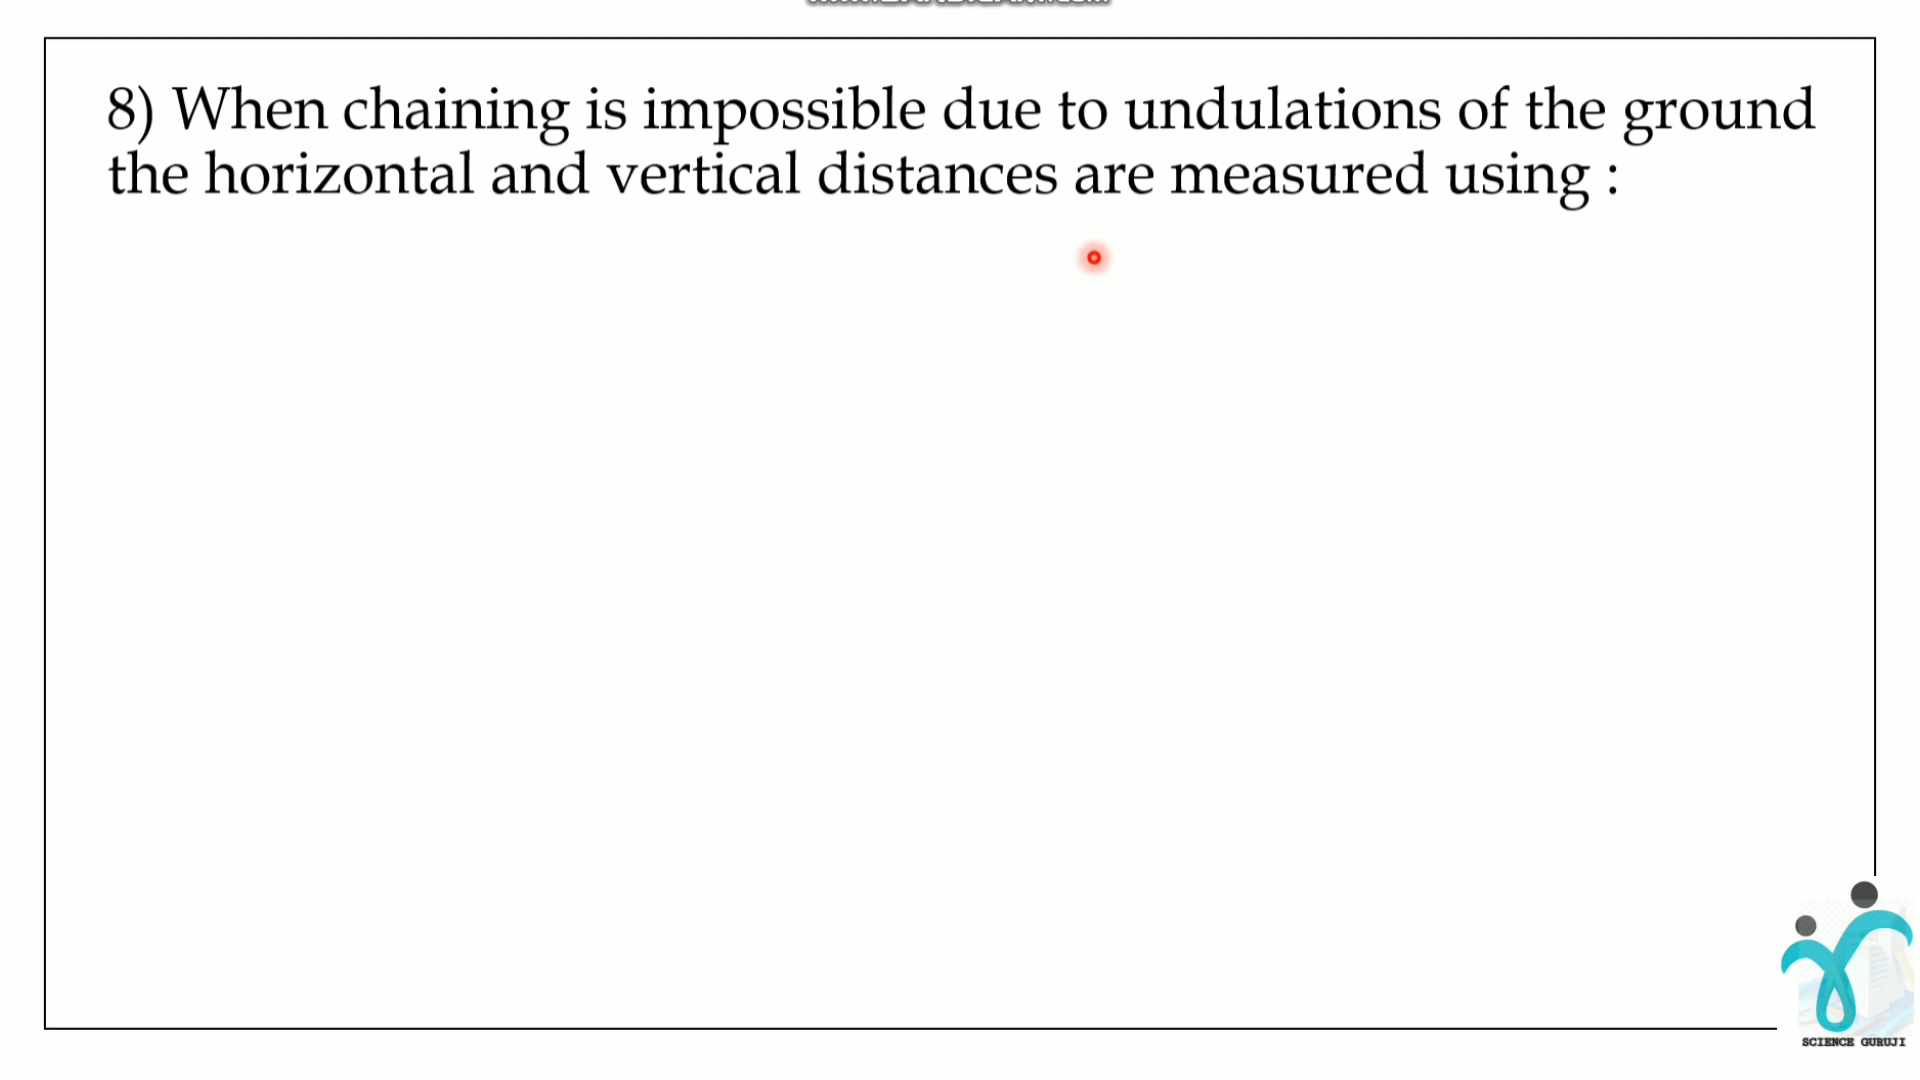 8) When chaining is impossible due to undulations of the ground
the horizontal and vertical distances are measured using :
SCIENCE GURUJI